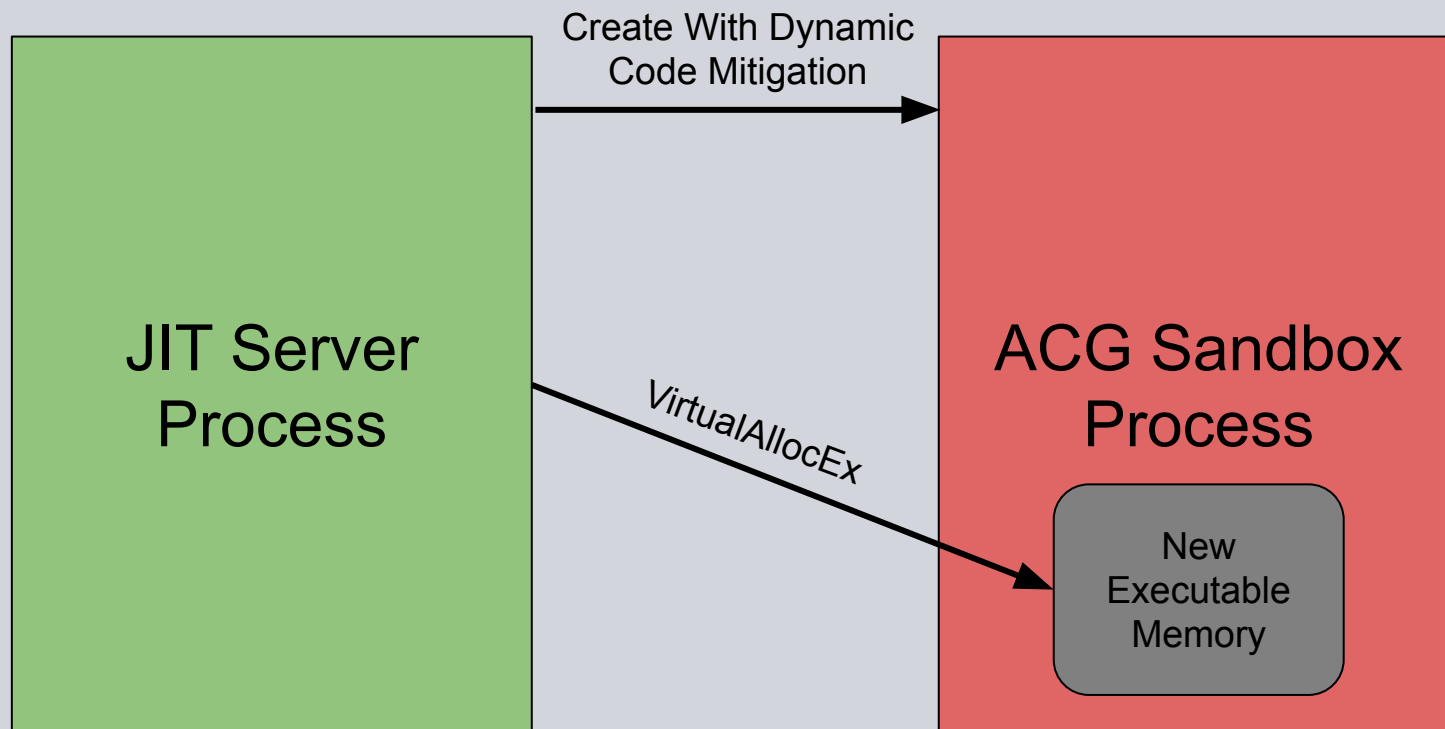 Create With Dynamic
Code Mitigation
JIT Server
Process
VirtualAllocEx
ACG Sandbox
Process
New
Executable
Memory